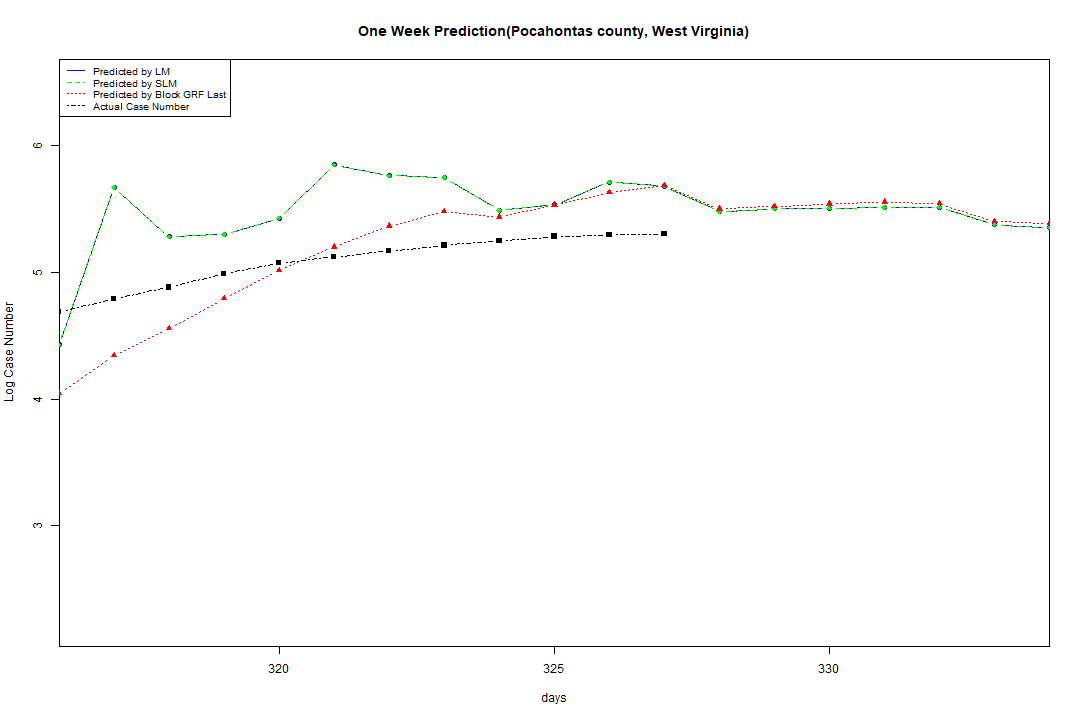 One Week Prediction(Pocahontas county, West Virginia)
Predicted by LM
Predicted by SLM
Predicted by Block GRF Last
Actual Case Number
6
5
4
3
Log Case Number
320
325
330
days